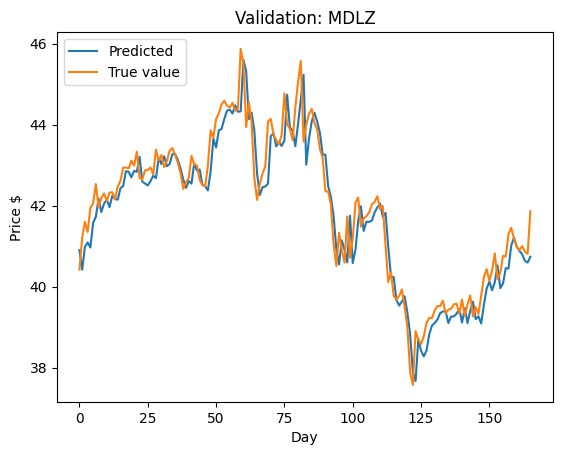 Validation: MDLZ
Predicted
True value
46
44
42
40
38
Price $
0 25 50 75 100 125 150
Day